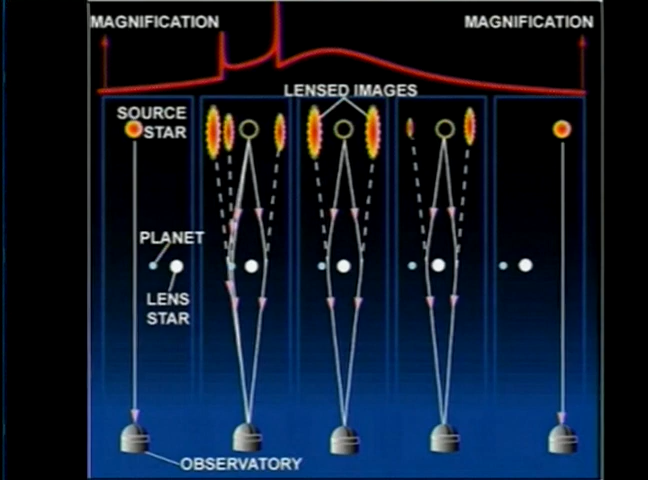 MAGNIFICATION
MAGNIFICATION
LENSED IMAGES
SOURCE
STAR
PLANET
LENS
STAR
OBSERVATORY